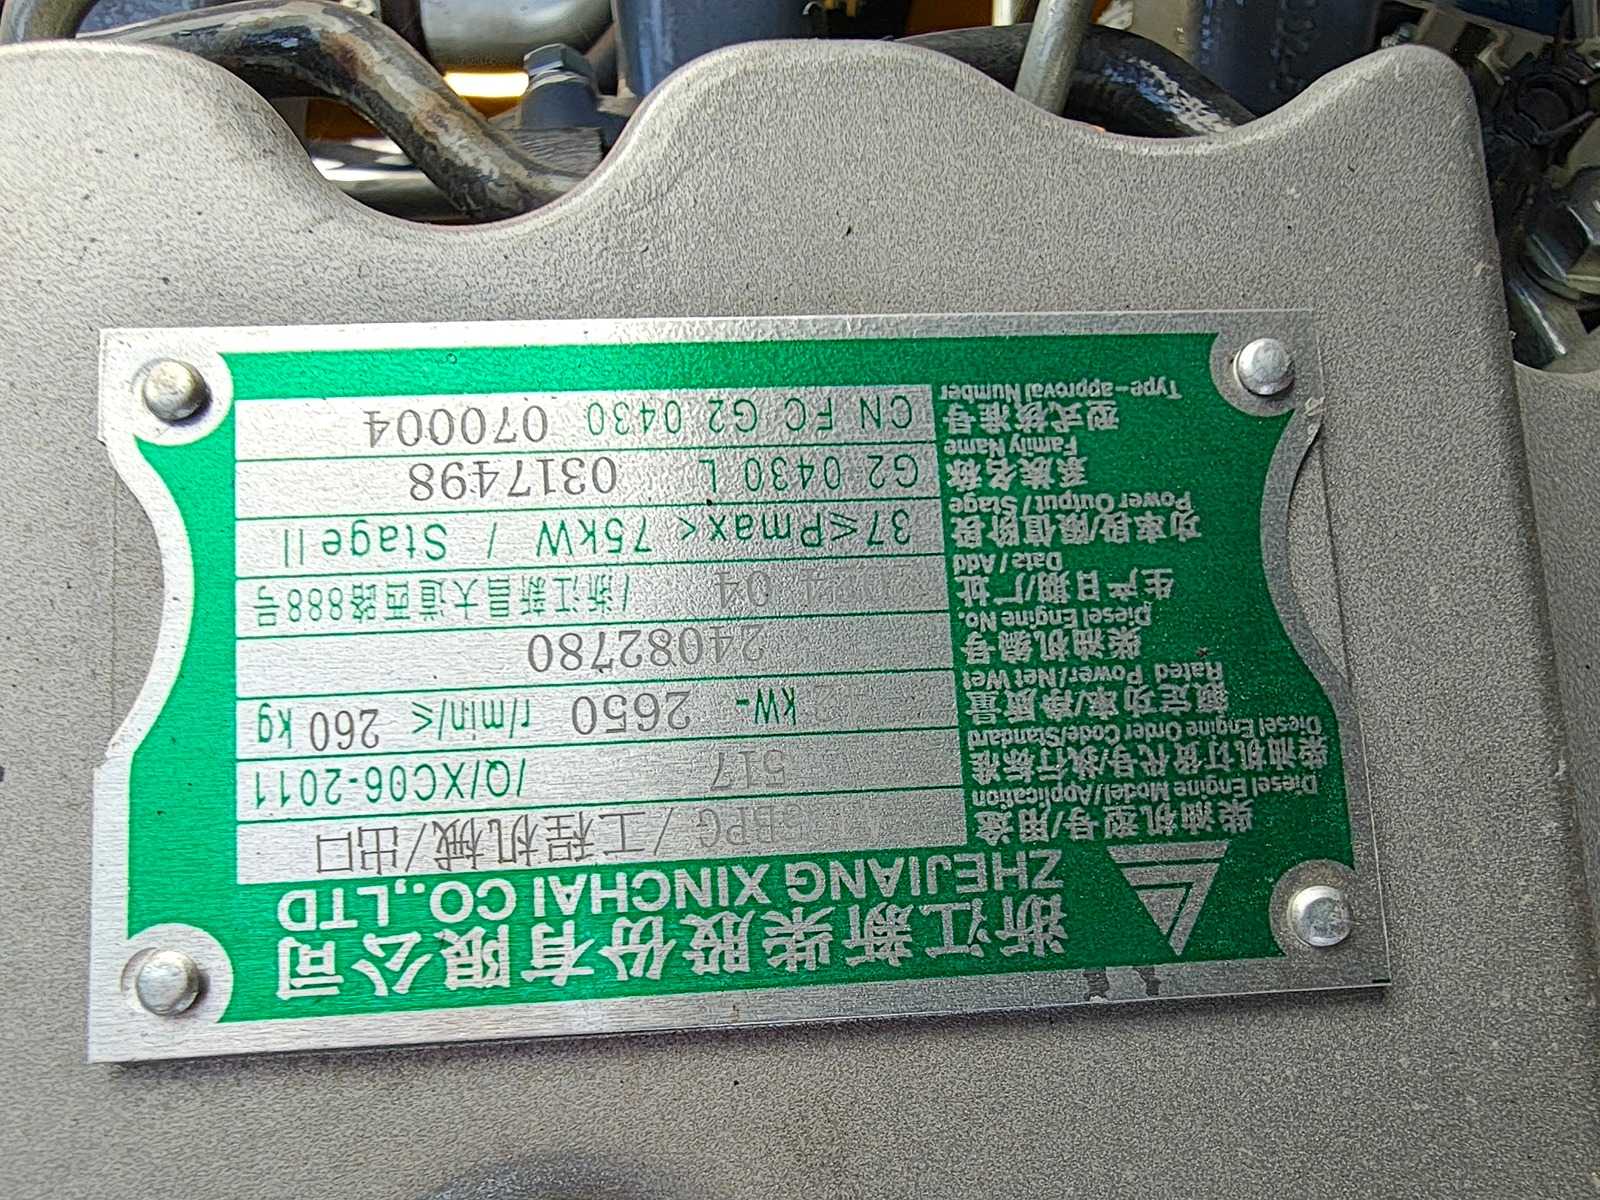 浙江新柴股份有限公司
ZHEJIANG XINCHAI CO.,LTD
柴油机型号/用途 BPG /工程机械/出口
Diesel Engine Model/Application
柴油机订货代号/执行标准 517 /Q/XC06-2011
Diesel Engine Order Code/Standard
额定功率/净质量 kW- 2650 r/min/≤ 260 kg
Rated Power/Net Wet
柴油机编号 24082780
Diesel Engine No.
生产日期/厂址 04 /浙江新昌大道西路888号
Date/Add
功率段/限值阶段 37≤Pmax<75kW / StageⅡ
Power Output/Stage
系族名称 G2 0430 L 0317498
Family Name
型式核准号 CN FC G2 0430 070004
Type-approval Number